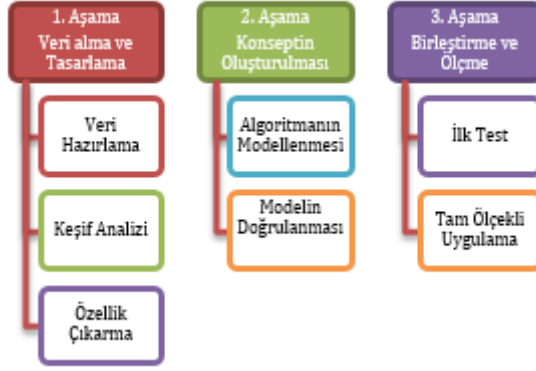 1. Aşama
Veri alma ve
Tasarlama
Veri
Hazırlama
Keşif Analizi
Özellik
Çıkarma
2. Aşama
Konseptin
Oluşturulması
Algoritmanın
Modellenmesi
Modelin
Doğrulanması
3. Aşama
Birleştirme ve
Ölçme
İlk Test
Tam Ölçekli
Uygulama